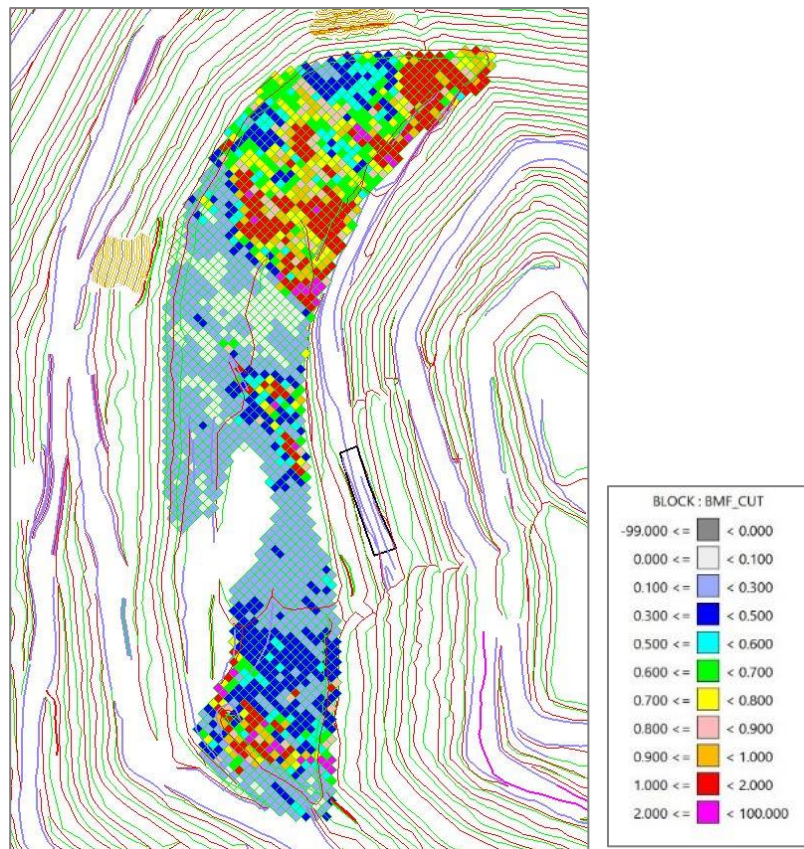 BLOCK : BMF_CUT
-99.000 <= < 0.000
0.000 <= < 0.100
0.100 <= < 0.300
0.300 <= < 0.500
0.500 <= < 0.600
0.600 <= < 0.700
0.700 <= < 0.800
0.800 <= < 0.900
0.900 <= < 1.000
1.000 <= < 2.000
2.000 <= < 100.000